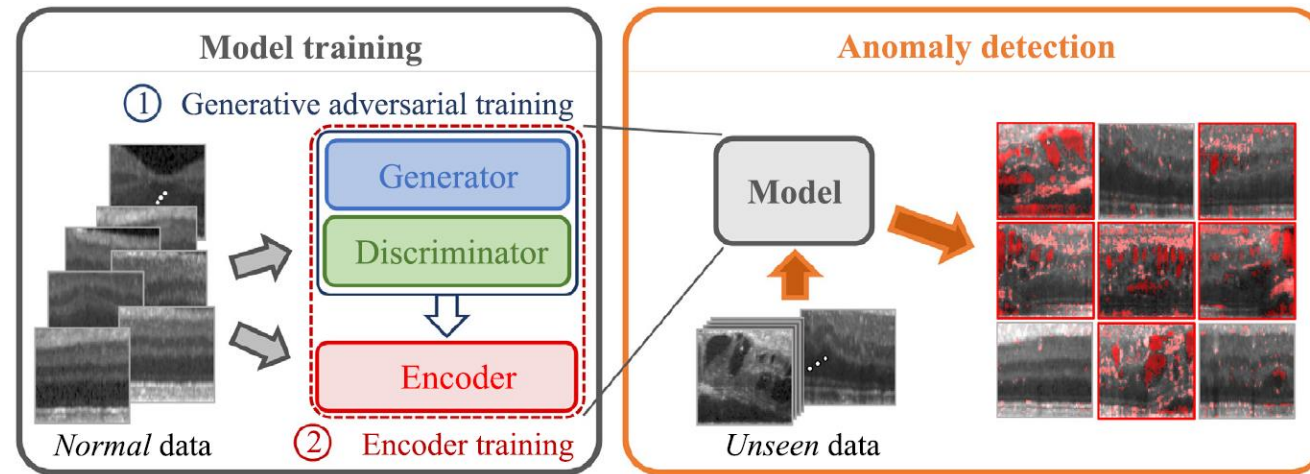 Model training
① Generative adversarial training
Generator
Discriminator
Encoder
Normal data
② Encoder training
Anomaly detection
Model
Unseen data